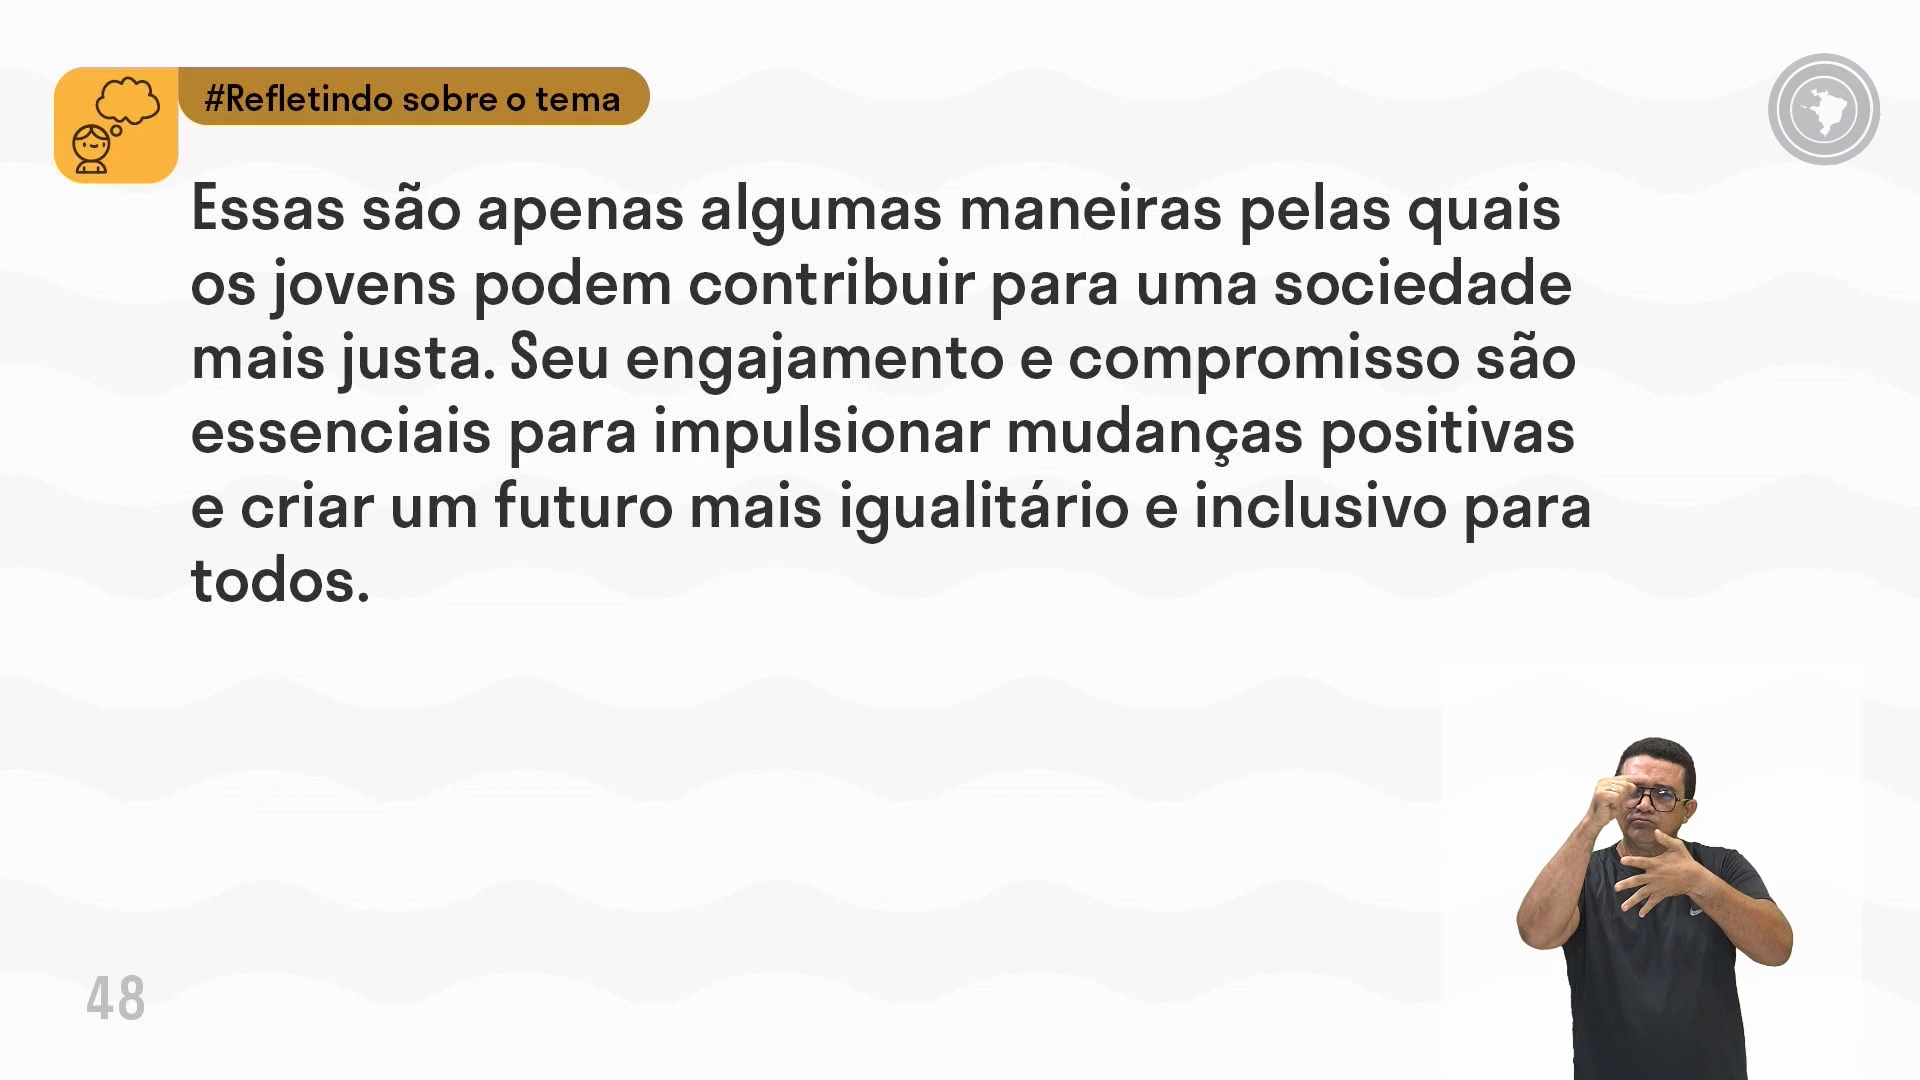 #Refletindo sobre o tema
Essas são apenas algumas maneiras pelas quais
os jovens podem contribuir para uma sociedade
mais justa. Seu engajamento e compromisso são
essenciais para impulsionar mudanças positivas
e criar um futuro mais igualitário e inclusivo para
todos.
48